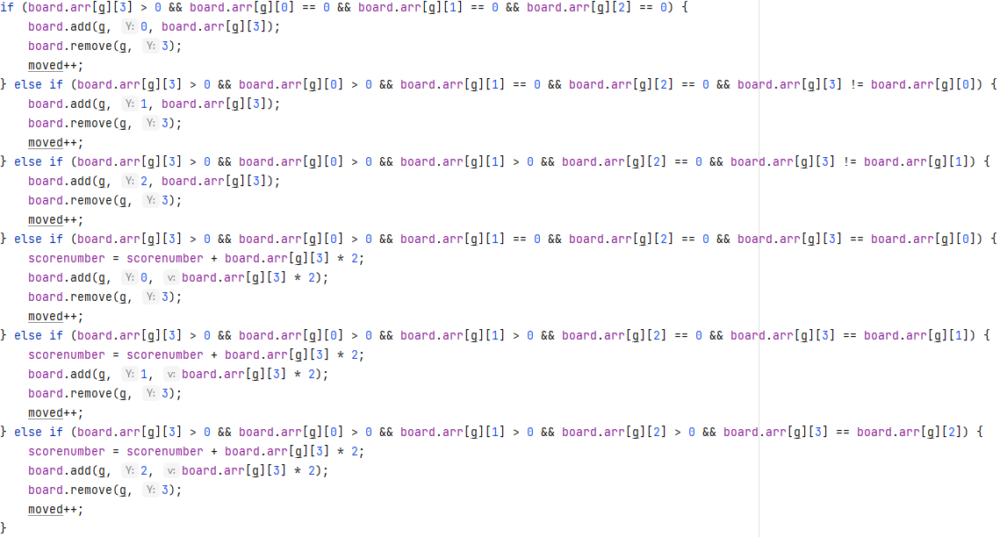 if (board.arr[g][3] > 0 && board.arr[g][0] == 0 && board.arr[g][1] == 0 && board.arr[g][2] == 0) {
    board.add(g, Y: 0, board.arr[g][3]);
    board.remove(g, Y: 3);
    moved++;
} else if (board.arr[g][3] > 0 && board.arr[g][0] > 0 && board.arr[g][1] == 0 && board.arr[g][2] == 0 && board.arr[g][3] != board.arr[g][0]) {
    board.add(g, Y: 1, board.arr[g][3]);
    board.remove(g, Y: 3);
    moved++;
} else if (board.arr[g][3] > 0 && board.arr[g][0] > 0 && board.arr[g][1] > 0 && board.arr[g][2] == 0 && board.arr[g][3] != board.arr[g][1]) {
    board.add(g, Y: 2, board.arr[g][3]);
    board.remove(g, Y: 3);
    moved++;
} else if (board.arr[g][3] > 0 && board.arr[g][0] > 0 && board.arr[g][1] == 0 && board.arr[g][2] == 0 && board.arr[g][3] == board.arr[g][0]) {
    scorenumber = scorenumber + board.arr[g][3] * 2;
    board.add(g, Y: 0, v: board.arr[g][3] * 2);
    board.remove(g, Y: 3);
    moved++;
} else if (board.arr[g][3] > 0 && board.arr[g][0] > 0 && board.arr[g][1] > 0 && board.arr[g][2] == 0 && board.arr[g][3] == board.arr[g][1]) {
    scorenumber = scorenumber + board.arr[g][3] * 2;
    board.add(g, Y: 1, v: board.arr[g][3] * 2);
    board.remove(g, Y: 3);
    moved++;
} else if (board.arr[g][3] > 0 && board.arr[g][0] > 0 && board.arr[g][1] > 0 && board.arr[g][2] > 0 && board.arr[g][3] == board.arr[g][2]) {
    scorenumber = scorenumber + board.arr[g][3] * 2;
    board.add(g, Y: 2, v: board.arr[g][3] * 2);
    board.remove(g, Y: 3);
    moved++;
}